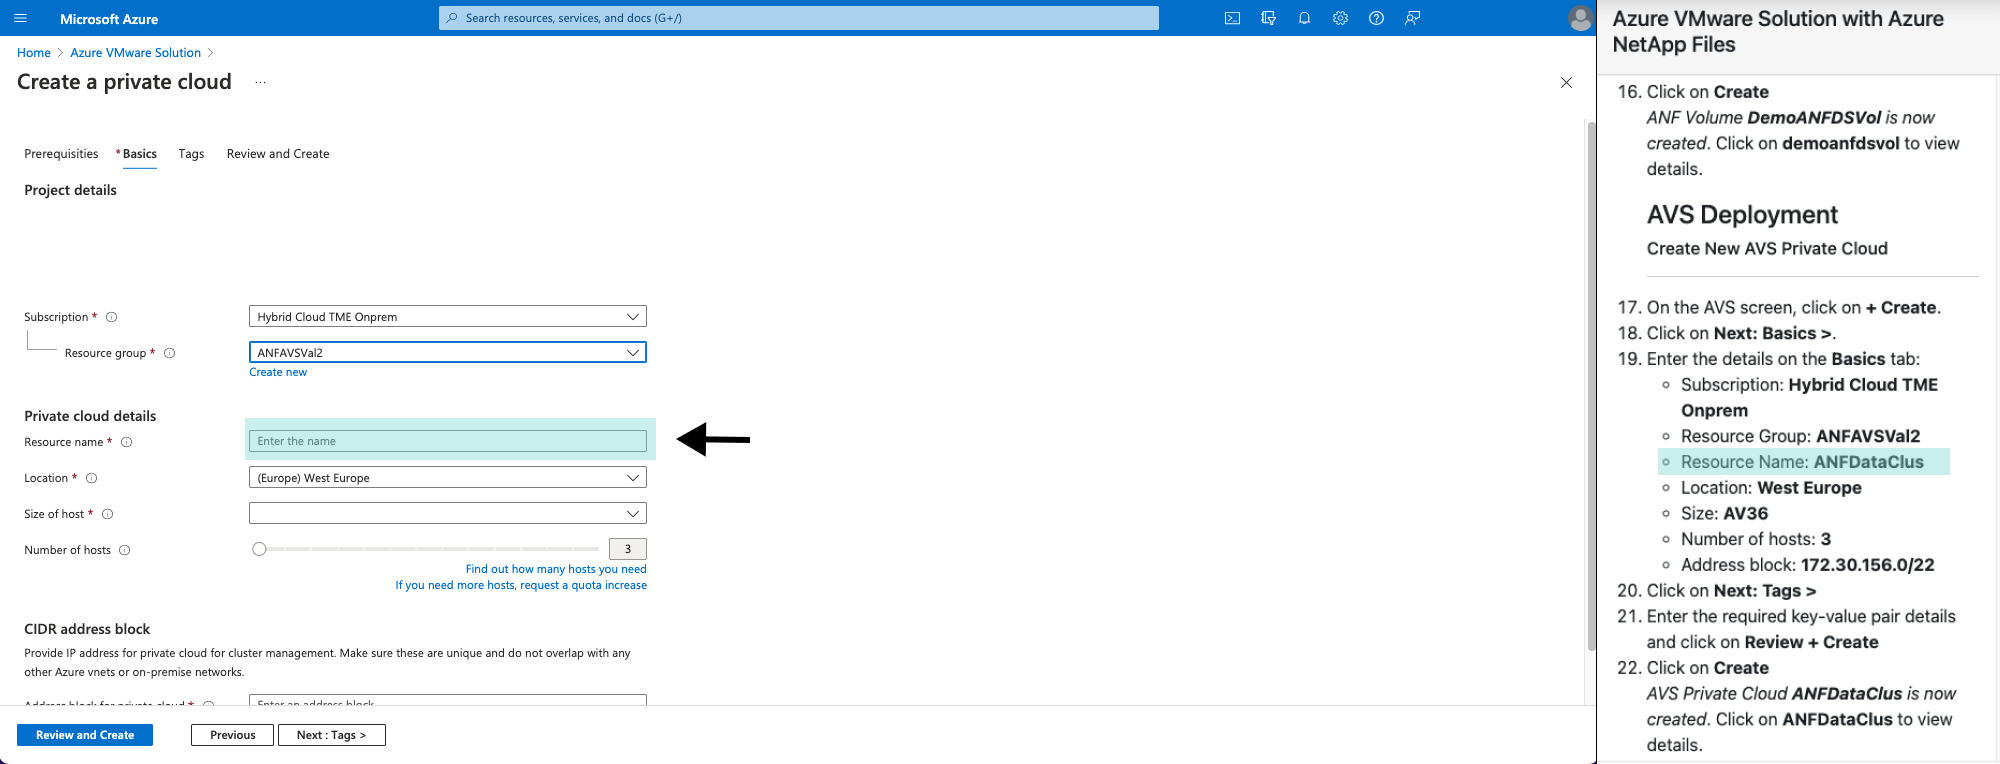 Microsoft Azure
Search resources, services, and docs (G+/)
Home > Azure VMware Solution >
Create a private cloud ...
Prerequisities * Basics Tags Review and Create
Project details
Subscription * Hybrid Cloud TME Onprem
Resource group * ANFAVSVal2
Create new
Private cloud details
Resource name * Enter the name
Location * (Europe) West Europe
Size of host *
Number of hosts 3
Find out how many hosts you need
If you need more hosts, request a quota increase
CIDR address block
Provide IP address for private cloud for cluster management. Make sure these are unique and do not overlap with any
other Azure vnets or on-premise networks.
Address block for private cloud * Enter an address block
Review and Create Previous Next : Tags >
Azure VMware Solution with Azure
NetApp Files
16. Click on Create
ANF Volume DemoANFDSVol is now
created. Click on demoanfdsvol to view
details.
AVS Deployment
Create New AVS Private Cloud
17. On the AVS screen, click on + Create.
18. Click on Next: Basics >.
19. Enter the details on the Basics tab:
Subscription: Hybrid Cloud TME
Onprem
Resource Group: ANFAVSVal2
Resource Name: ANFDataClus
Location: West Europe
Size: AV36
Number of hosts: 3
Address block: 172.30.156.0/22
20. Click on Next: Tags >
21. Enter the required key-value pair details
and click on Review + Create
22. Click on Create
AVS Private Cloud ANFDataClus is now
created. Click on ANFDataClus to view
details.